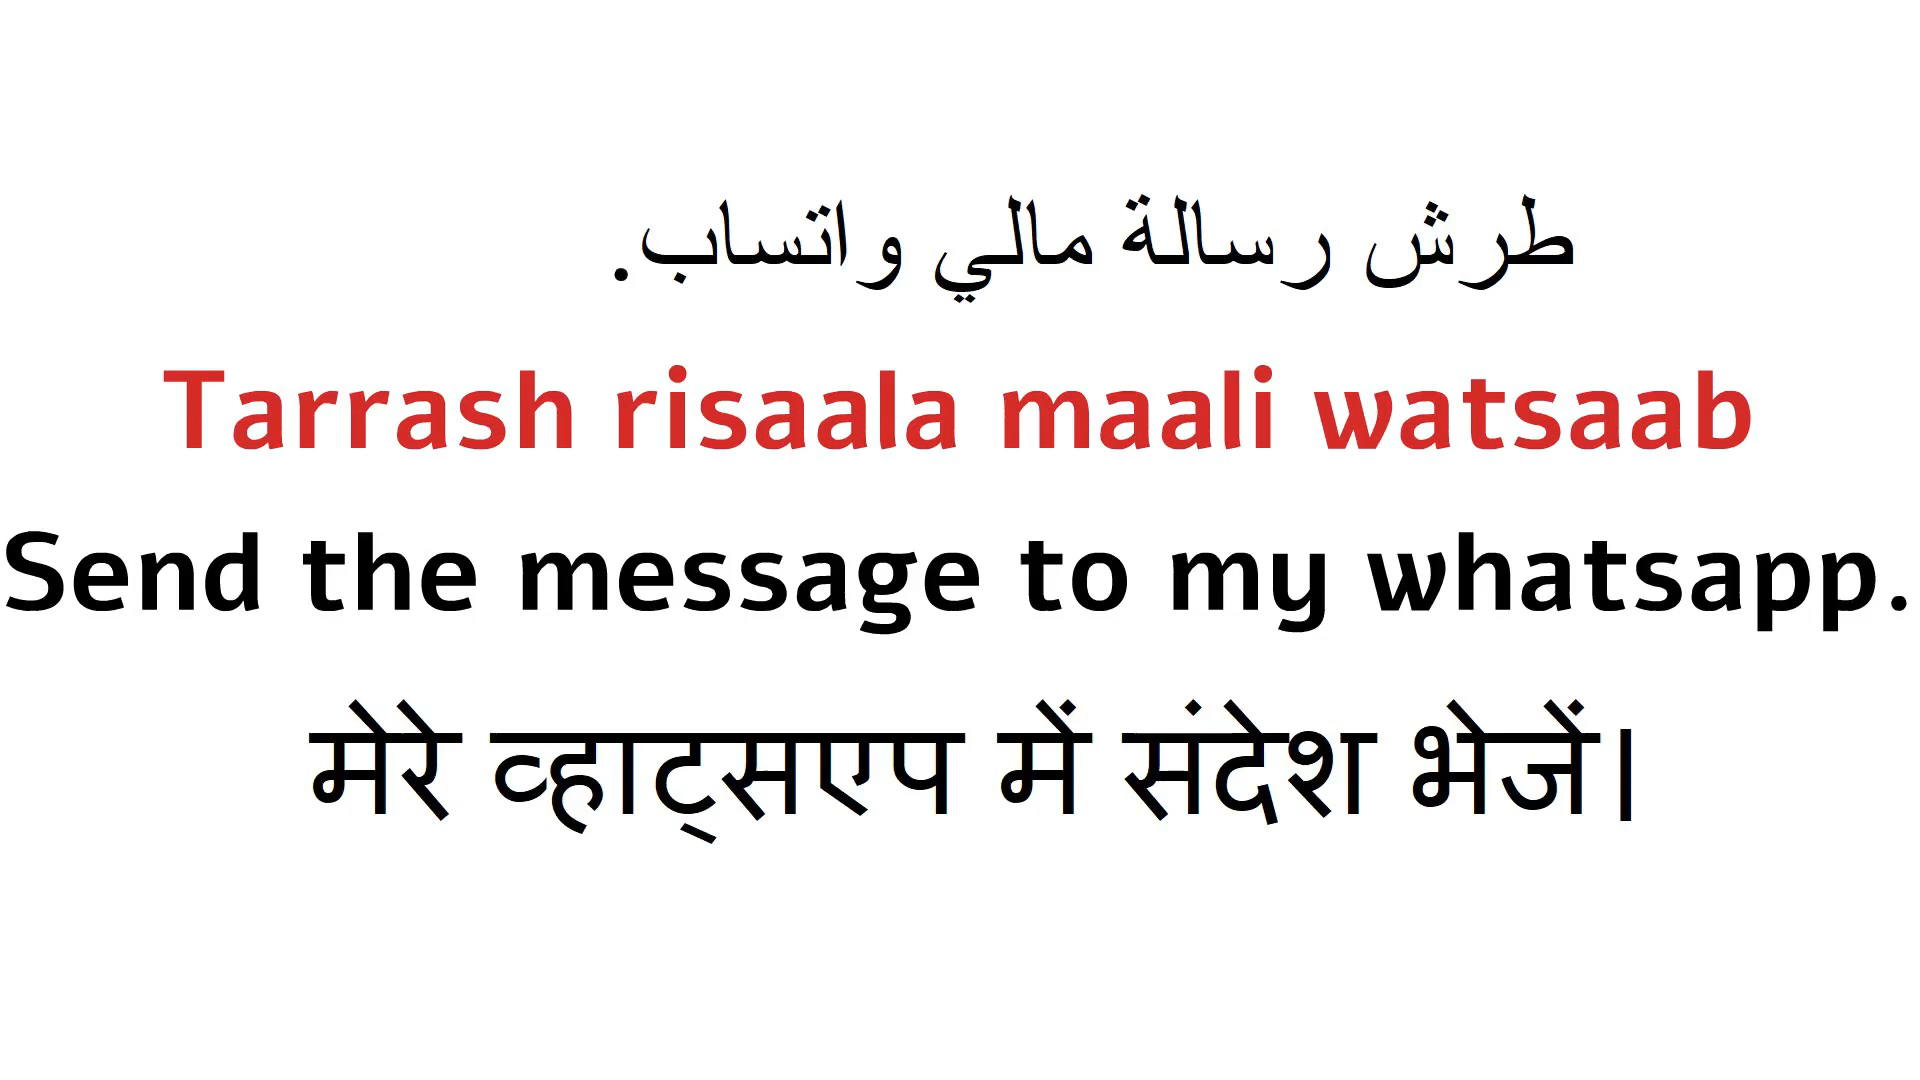 طرش رسالة مالي واتساب.
Tarrash risaala maali watsaab
Send the message to my whatsapp.
मेरे व्हाट्सएप में संदेश भेजें।